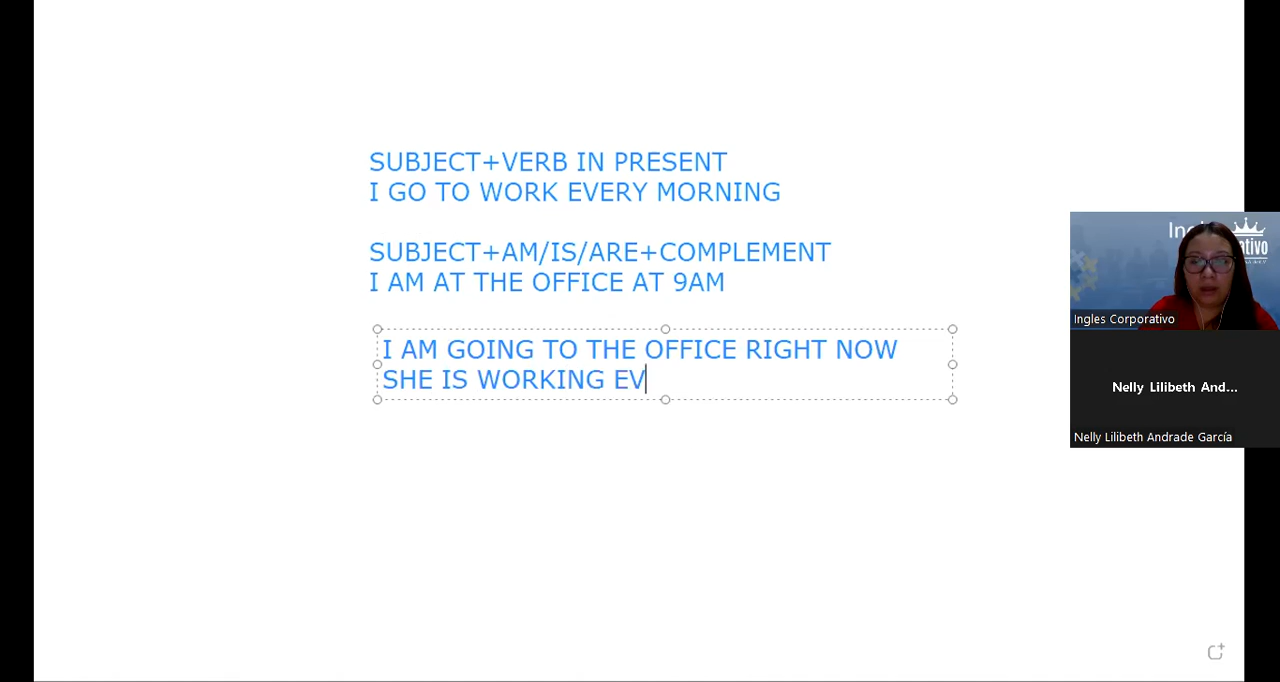 SUBJECT+VERB IN PRESENT
I GO TO WORK EVERY MORNING
SUBJECT+AM/IS/ARE+COMPLEMENT
I AM AT THE OFFICE AT 9AM
I AM GOING TO THE OFFICE RIGHT NOW
SHE IS WORKING EV
Ingles Corporativo
Nelly Lilibeth And...
Nelly Lilibeth Andrade García